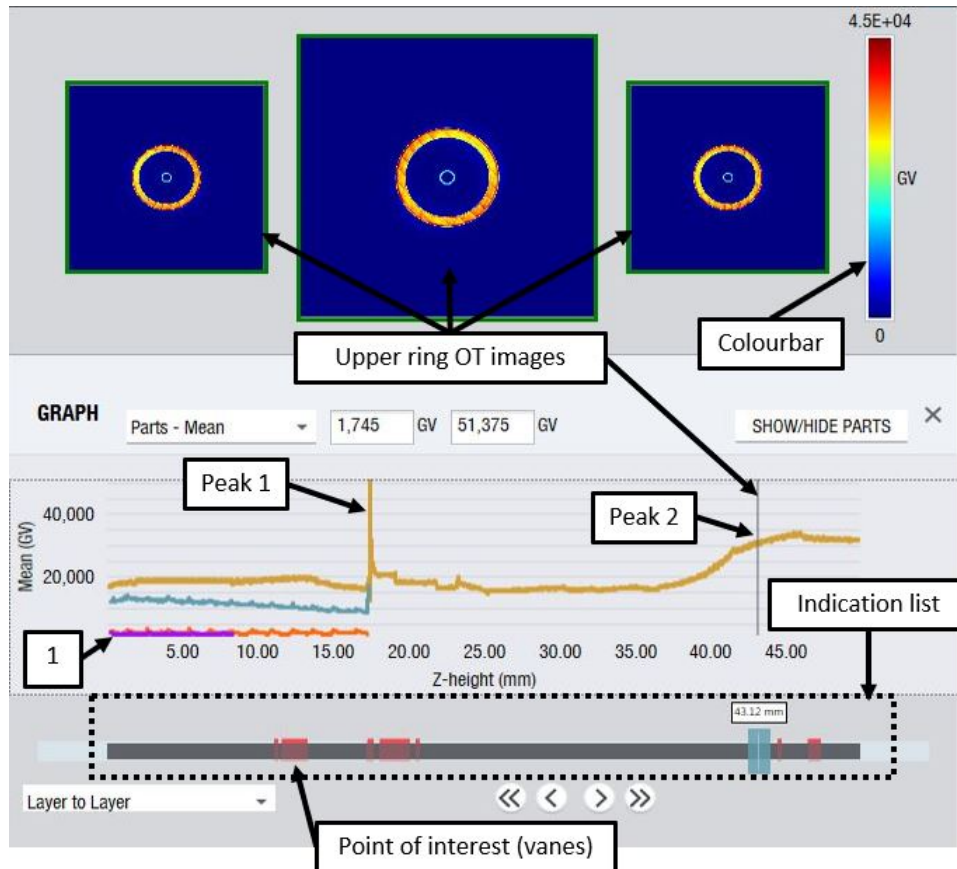 4.5E+04
GV
0
Upper ring OT images
Colourbar
GRAPH
Parts - Mean
1,745
GV
51,375
GV
SHOW/HIDE PARTS
Peak 1
Peak 2
40,000
20,000
Mean (GV)
Indication list
1
5.00 10.00 15.00 20.00 25.00 30.00 35.00 40.00 45.00
Z-height (mm)
43.12 mm
Layer to Layer
Point of interest (vanes)